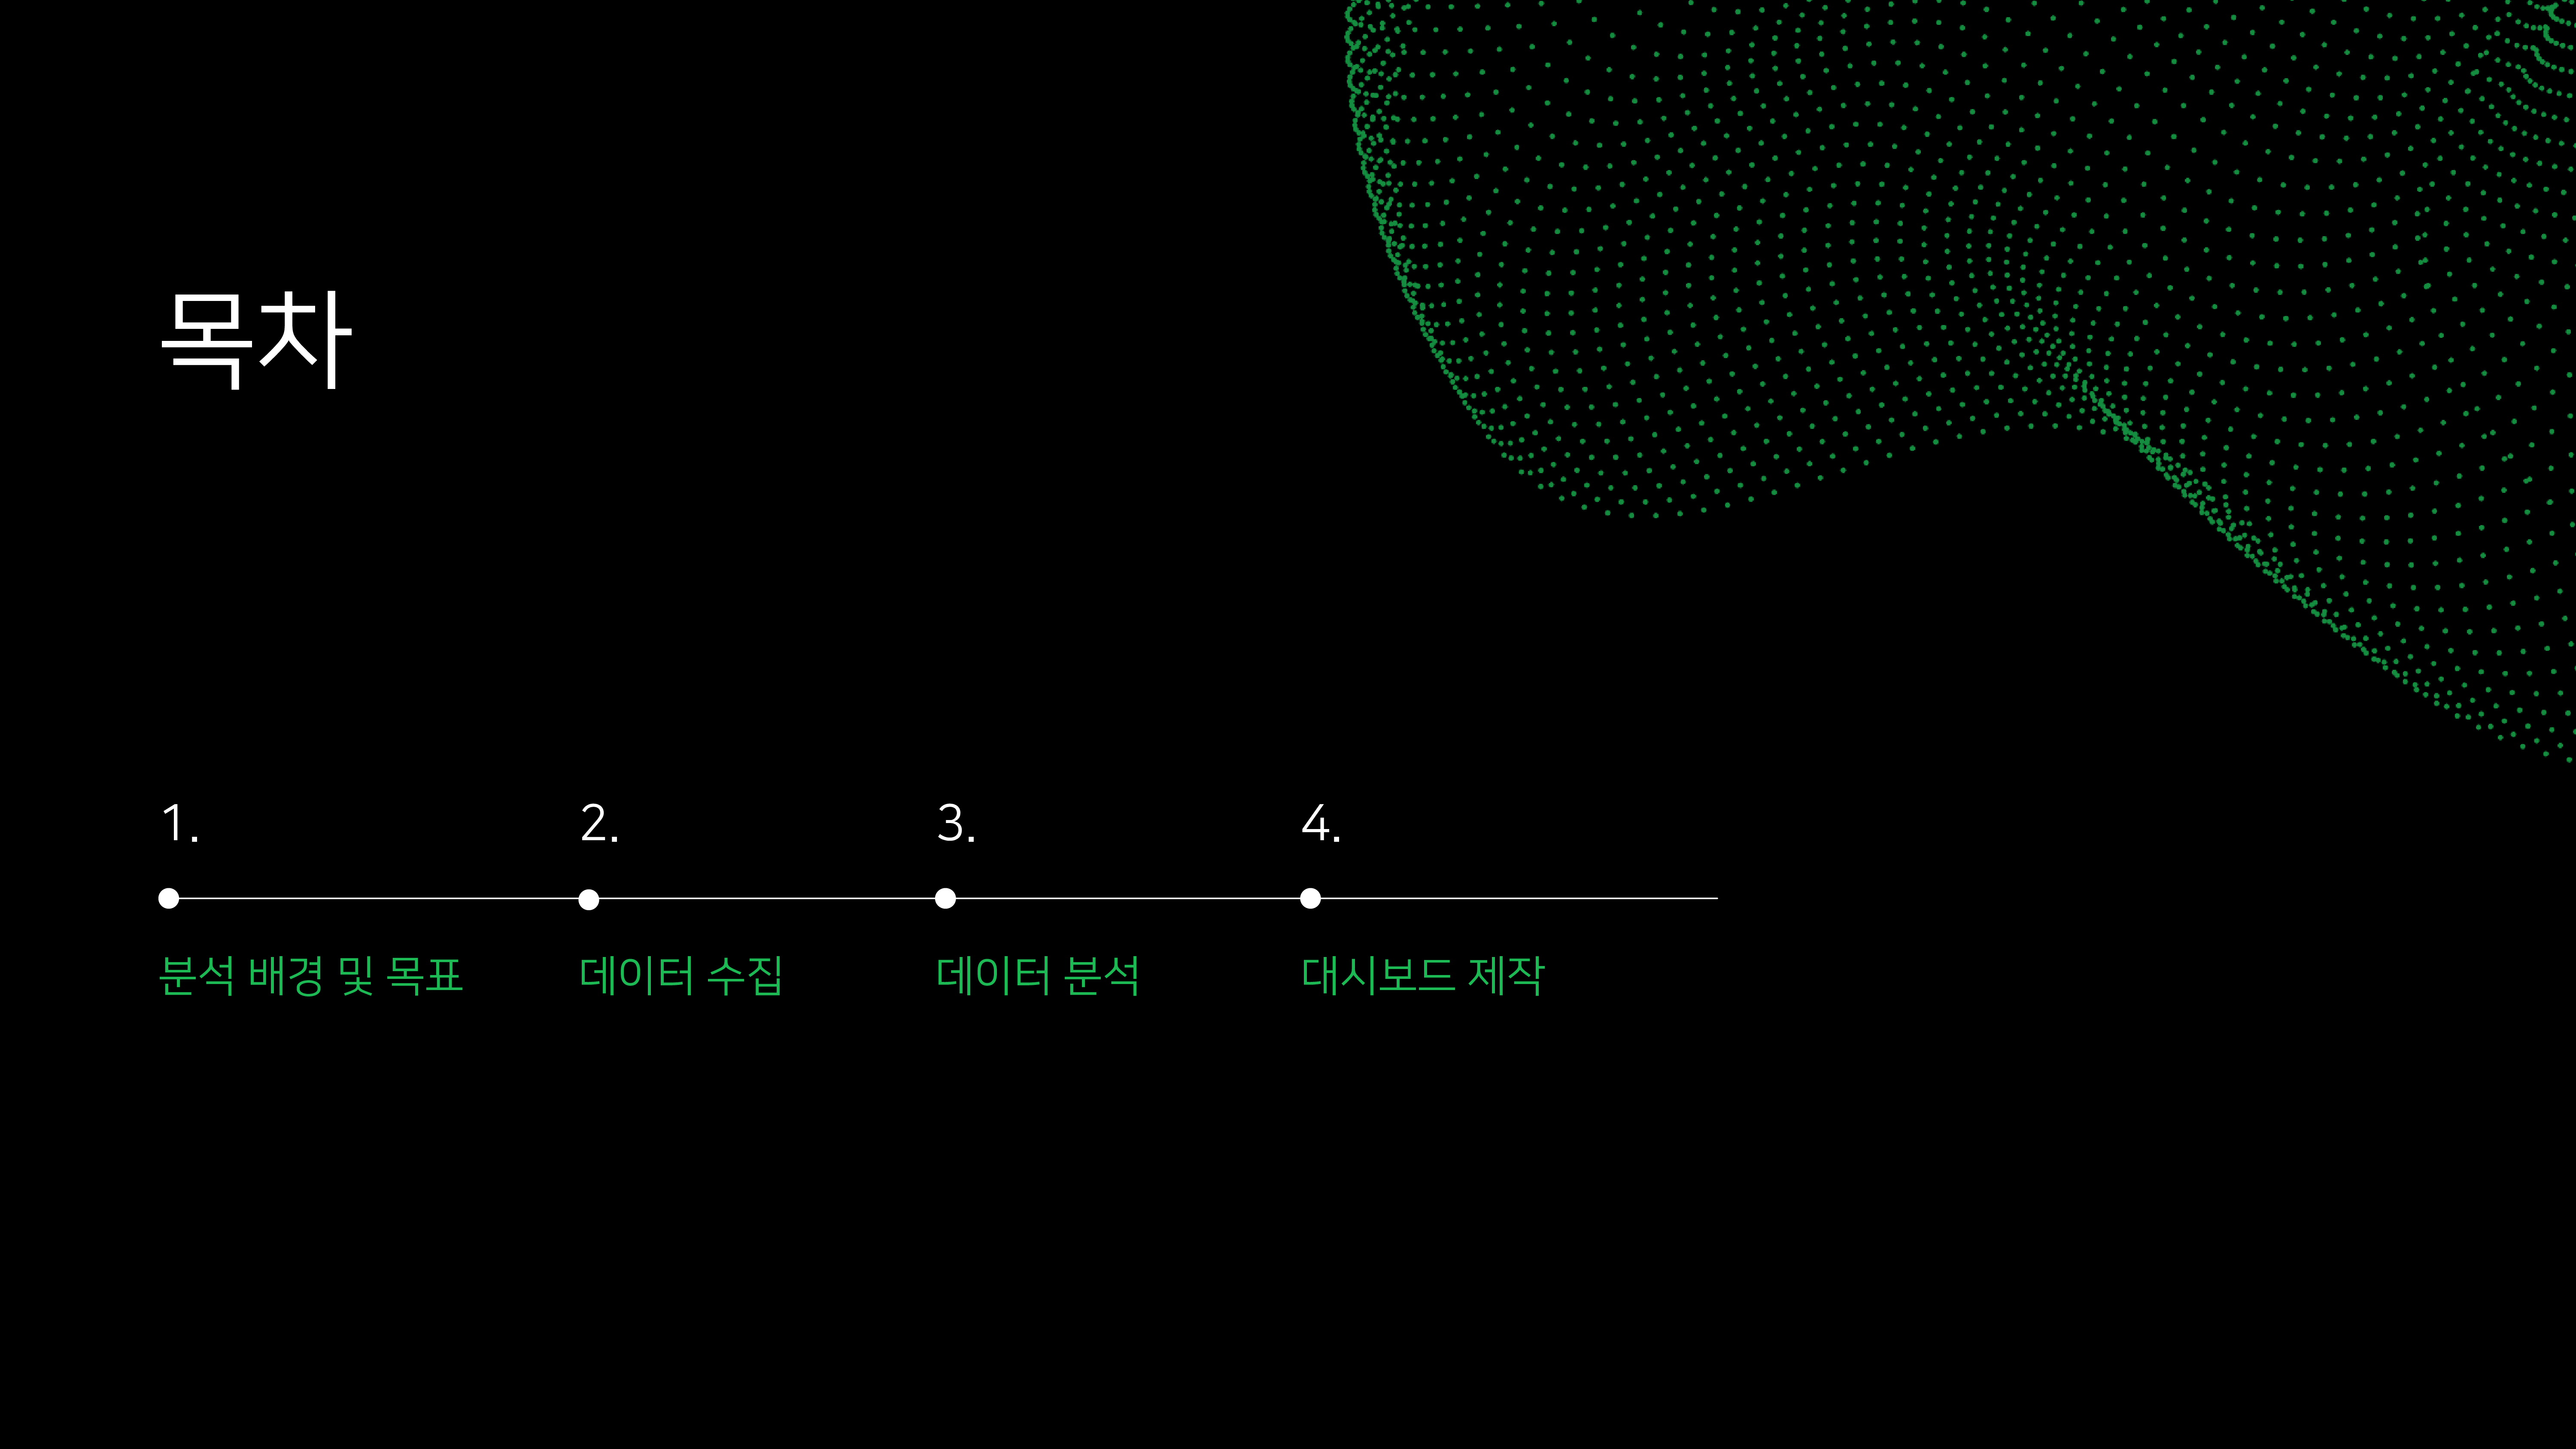 목차
1.
2.
3.
4.
분석 배경 및 목표
데이터 수집
데이터 분석
대시보드 제작